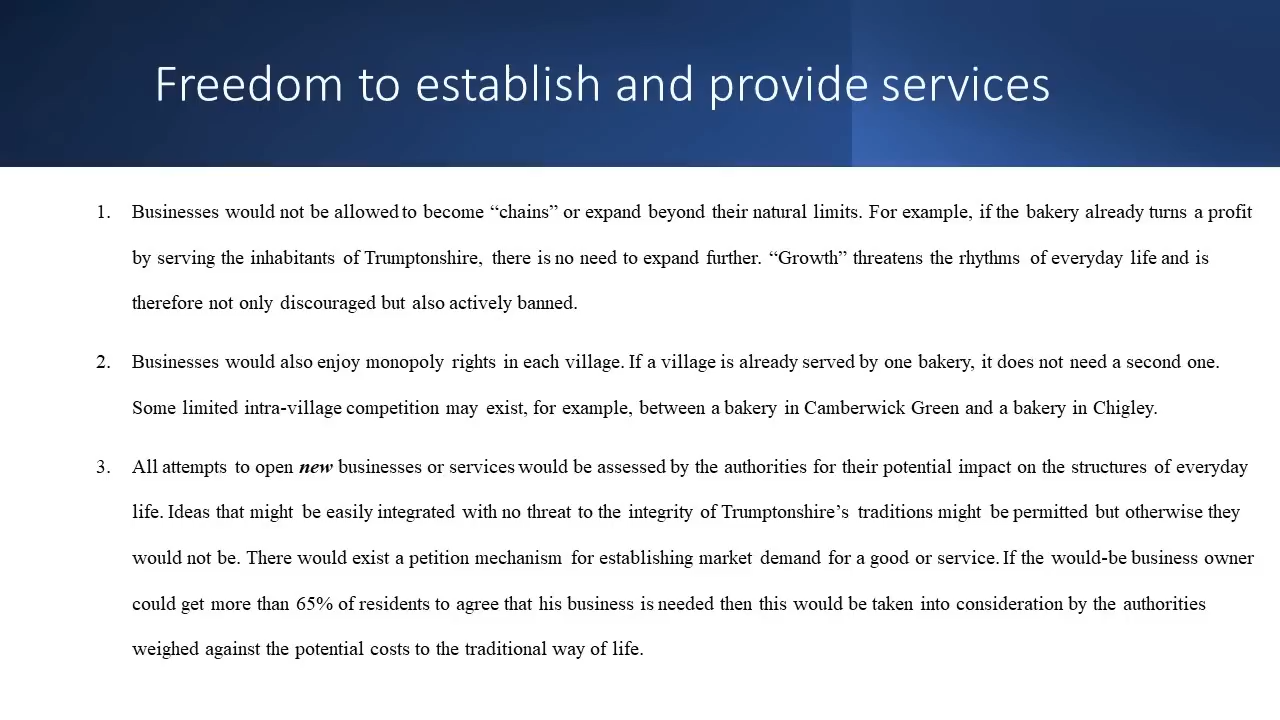 Freedom to establish and provide services
1. Businesses would not be allowed to become “chains” or expand beyond their natural limits. For example, if the bakery already turns a profit
by serving the inhabitants of Trumptonshire, there is no need to expand further. “Growth” threatens the rhythms of everyday life and is
therefore not only discouraged but also actively banned.
2. Businesses would also enjoy monopoly rights in each village. If a village is already served by one bakery, it does not need a second one.
Some limited intra-village competition may exist, for example, between a bakery in Camberwick Green and a bakery in Chigley.
3. All attempts to open new businesses or services would be assessed by the authorities for their potential impact on the structures of everyday
life. Ideas that might be easily integrated with no threat to the integrity of Trumptonshire’s traditions might be permitted but otherwise they
would not be. There would exist a petition mechanism for establishing market demand for a good or service. If the would-be business owner
could get more than 65% of residents to agree that his business is needed then this would be taken into consideration by the authorities
weighed against the potential costs to the traditional way of life.